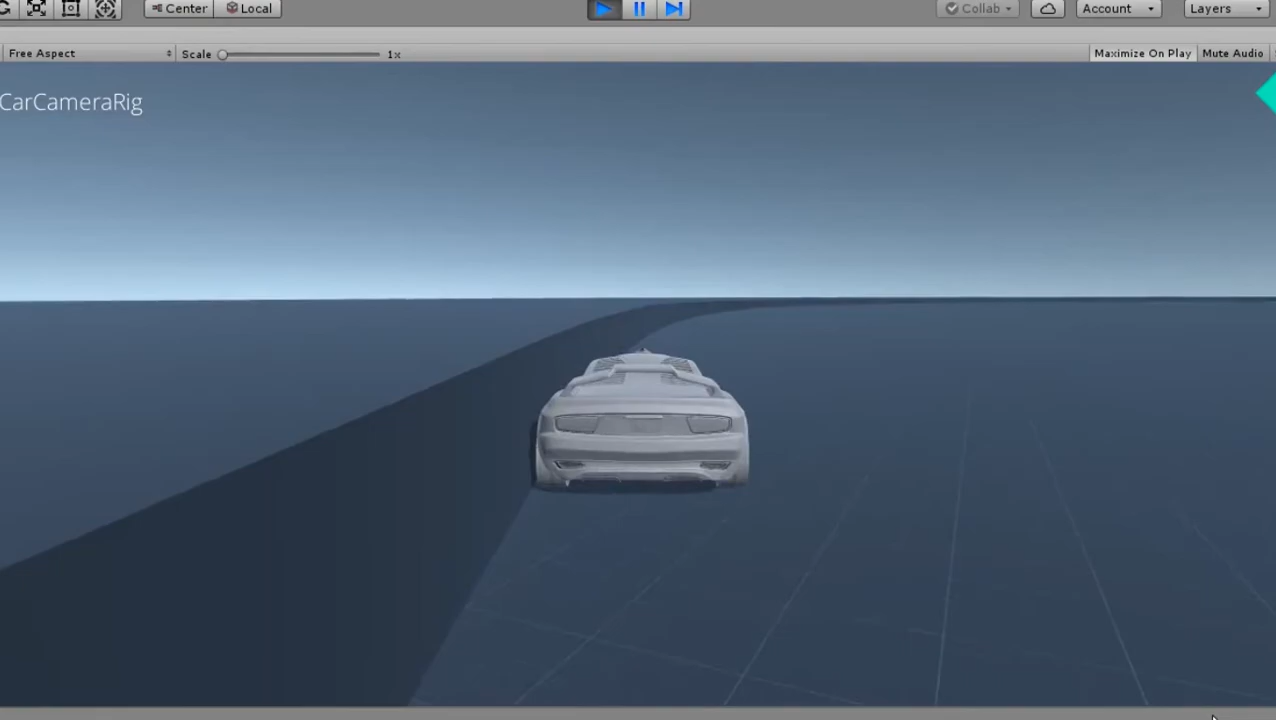 Center Local Collab Account Layers
Free Aspect Scale 1x Maximize On Play Mute Audio
CarCameraRig